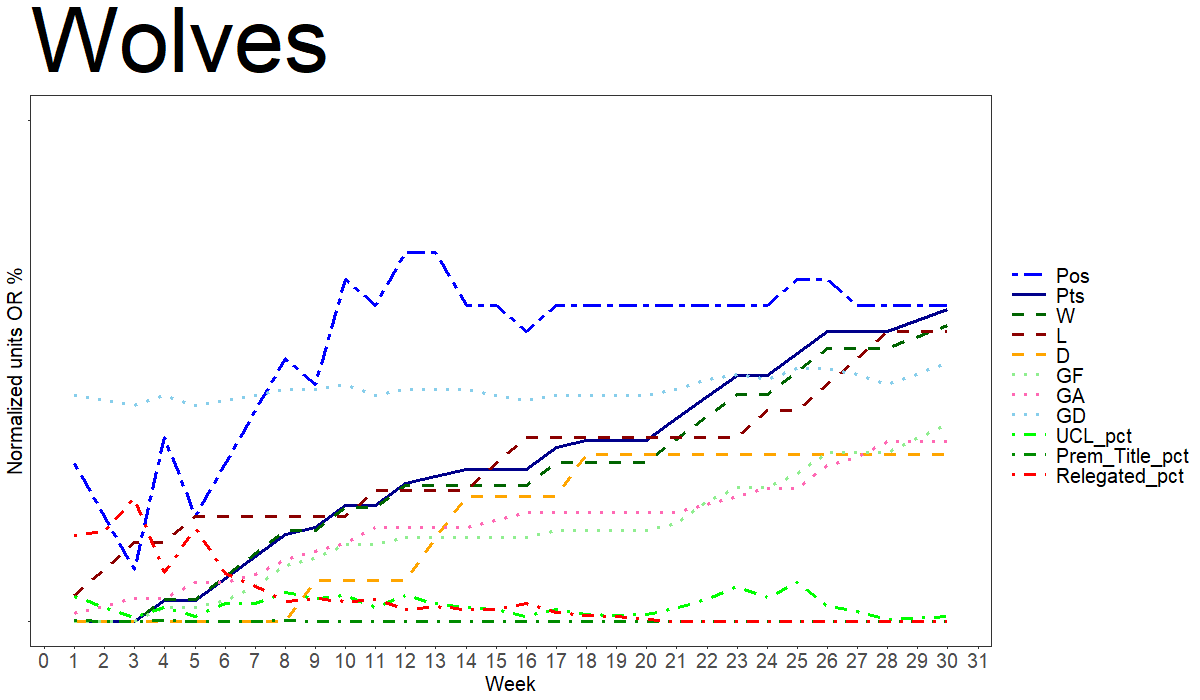 Wolves
Normalized units OR %
Pos
Pts
W
L
D
GF
GA
GD
UCL_pct
Prem_Title_pct
Relegated_pct
0 1 2 3 4 5 6 7 8 9 10 11 12 13 14 15 16 17 18 19 20 21 22 23 24 25 26 27 28 29 30 31
Week